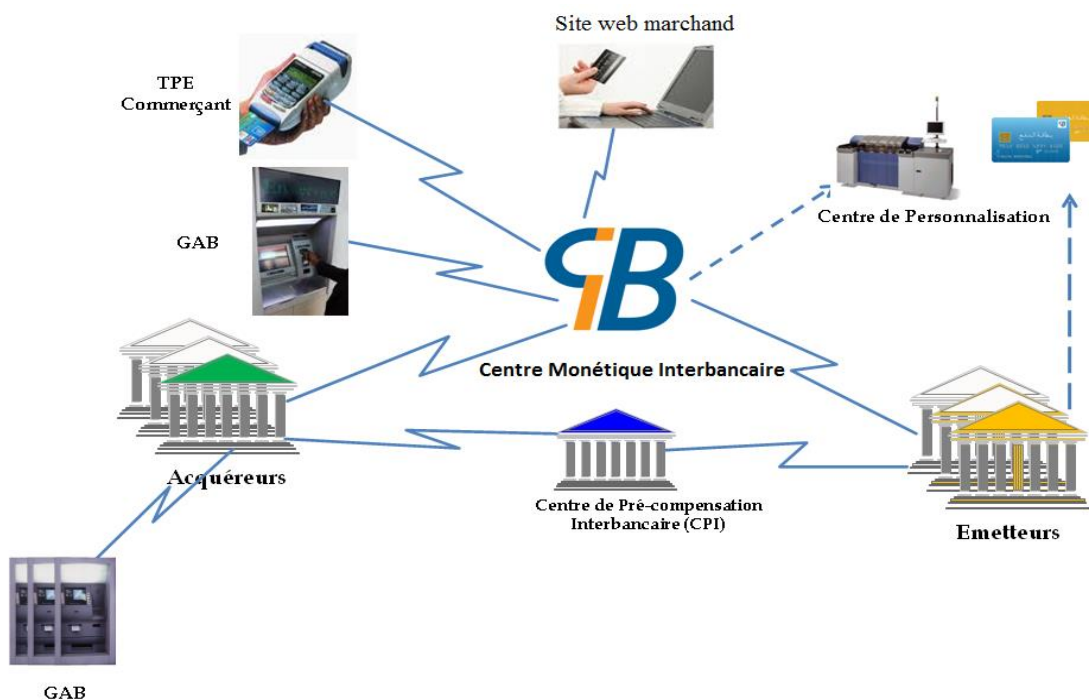 Site web marchand
TPE
Commerçant
GAB
CiB
Centre de Personnalisation
Centre Monétique Interbancaire
Acquéreurs
Centre de Pré-compensation
Interbancaire (CPI)
Emetteurs
GAB